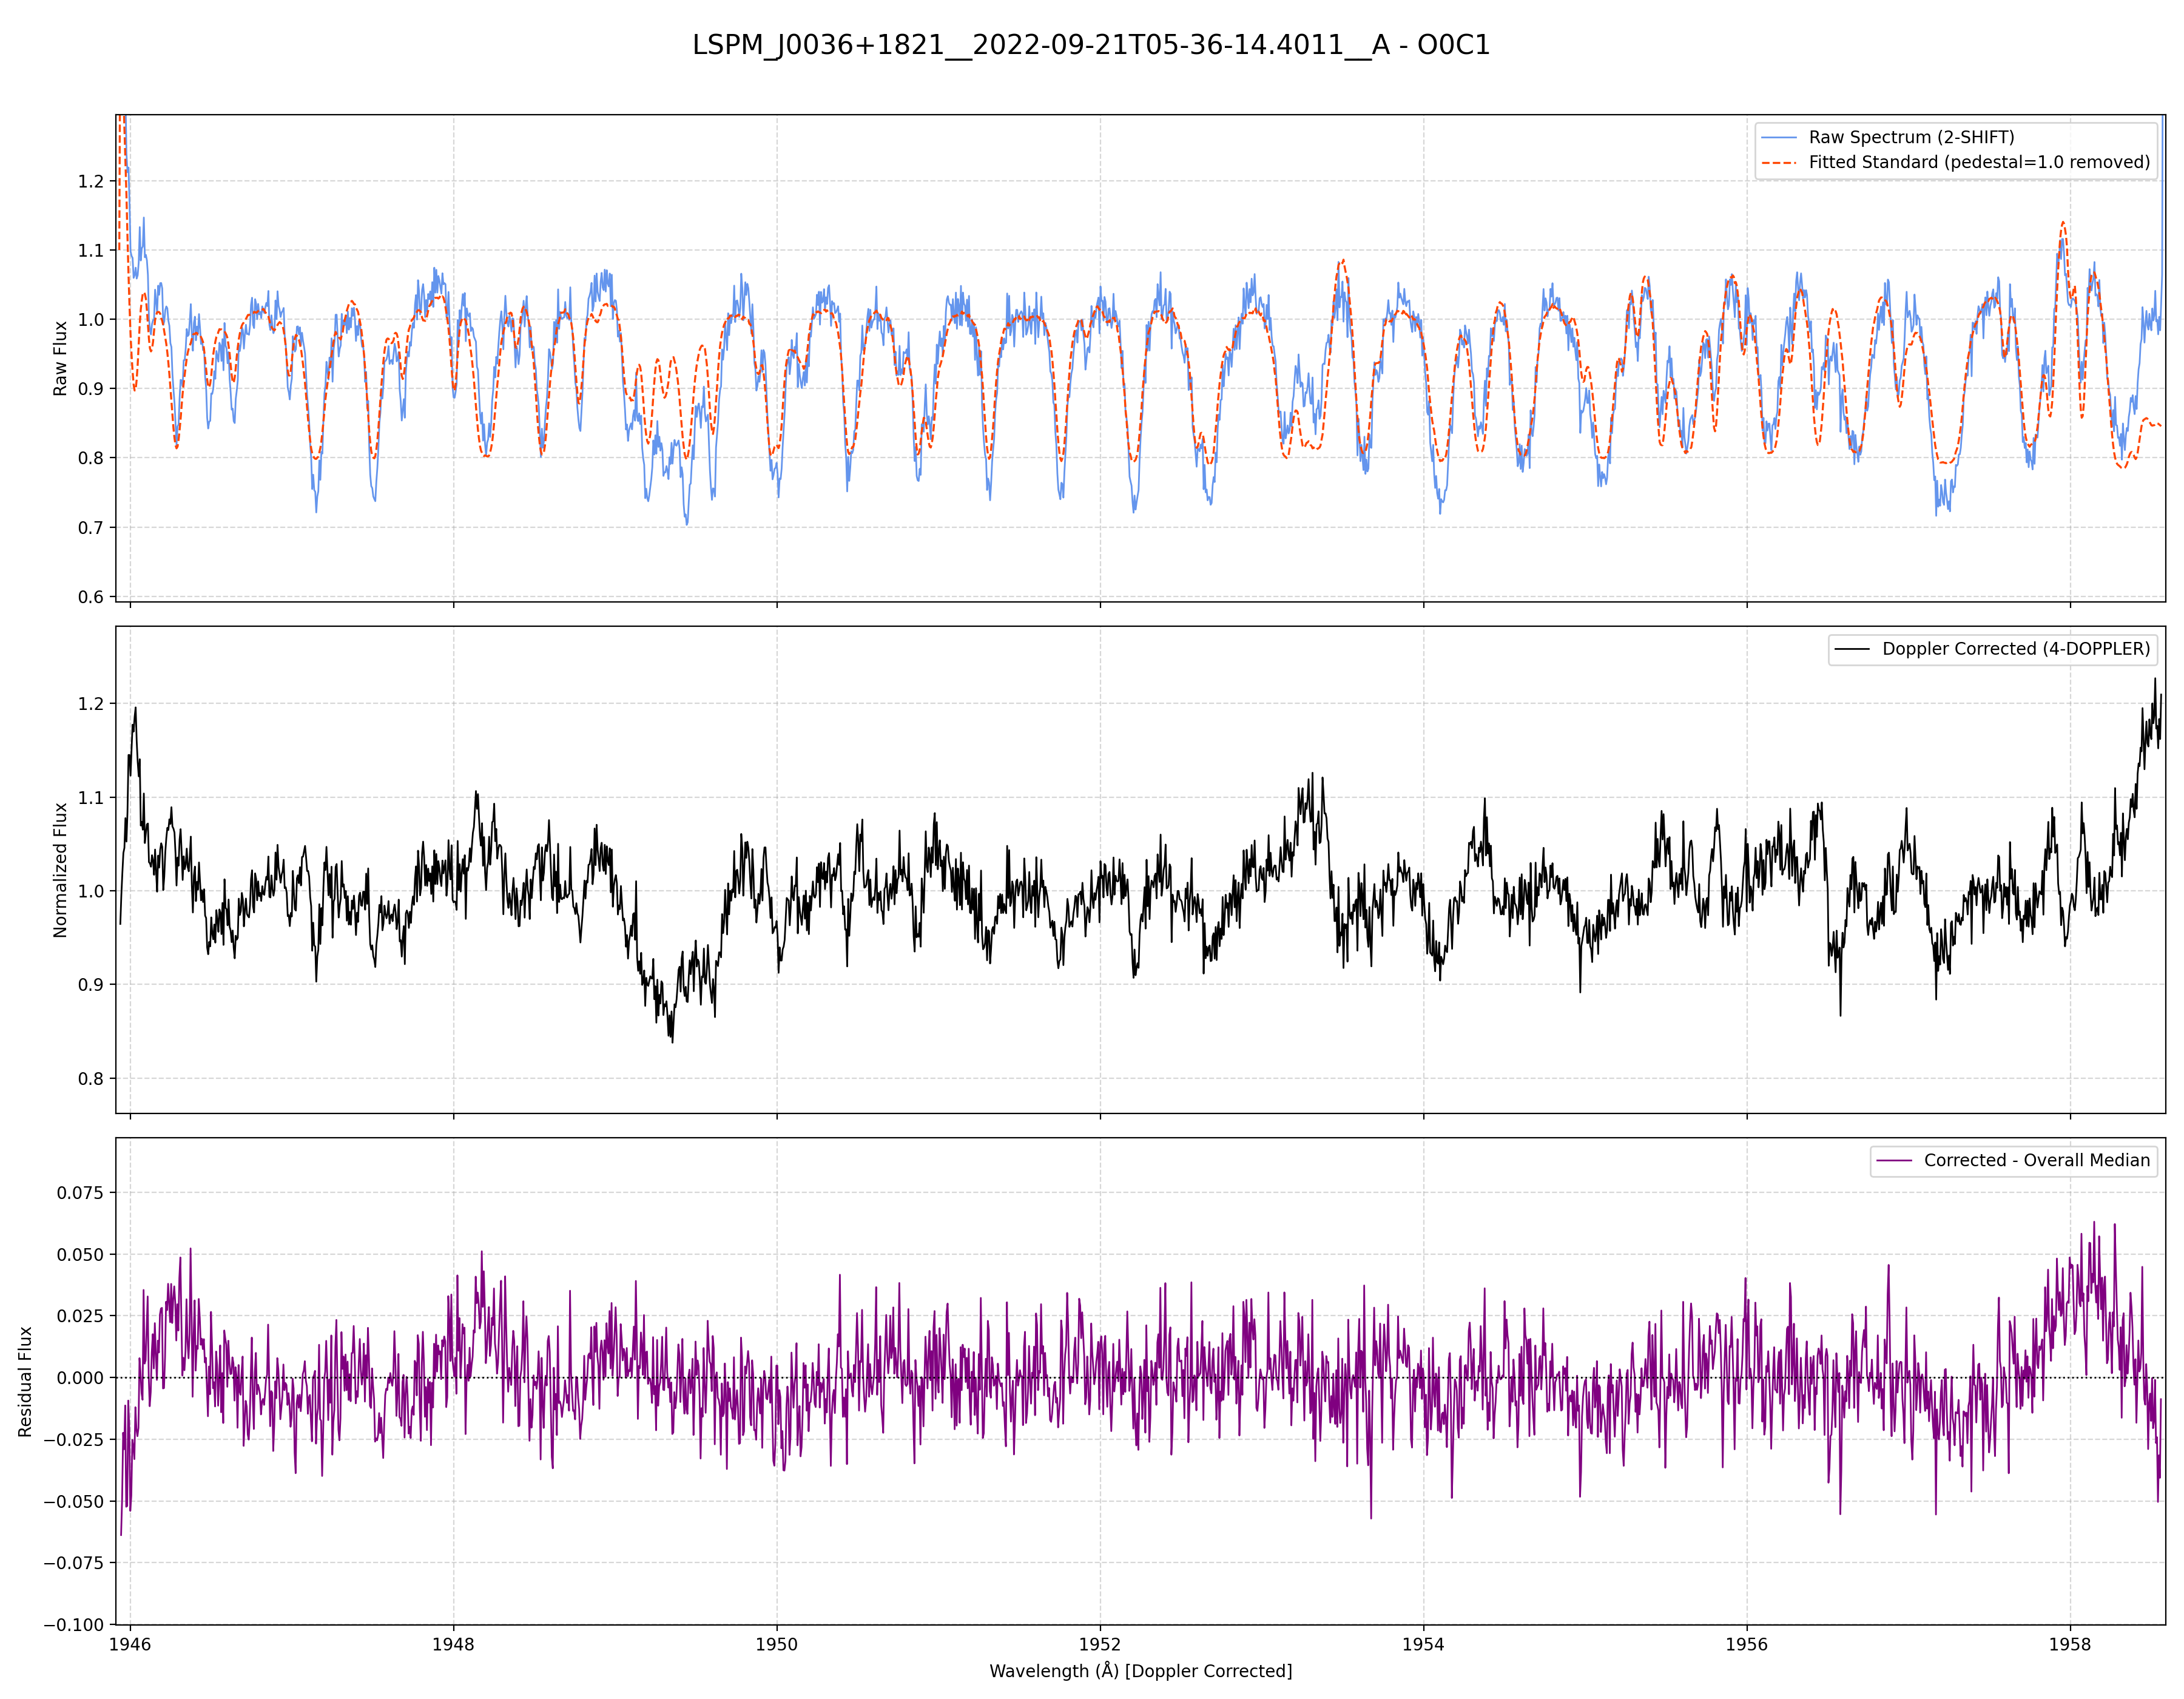 LSPM_J0036+1821__2022-09-21T05-36-14.4011__A - O0C1
Raw Flux
1.2
1.1
1.0
0.9
0.8
0.7
0.6
Raw Spectrum (2-SHIFT)
Fitted Standard (pedestal=1.0 removed)
Normalized Flux
1.2
1.1
1.0
0.9
0.8
Doppler Corrected (4-DOPPLER)
Residual Flux
0.075
0.050
0.025
0.000
−0.025
−0.050
−0.075
−0.100
Corrected - Overall Median
1946 1948 1950 1952 1954 1956 1958
Wavelength (Å) [Doppler Corrected]